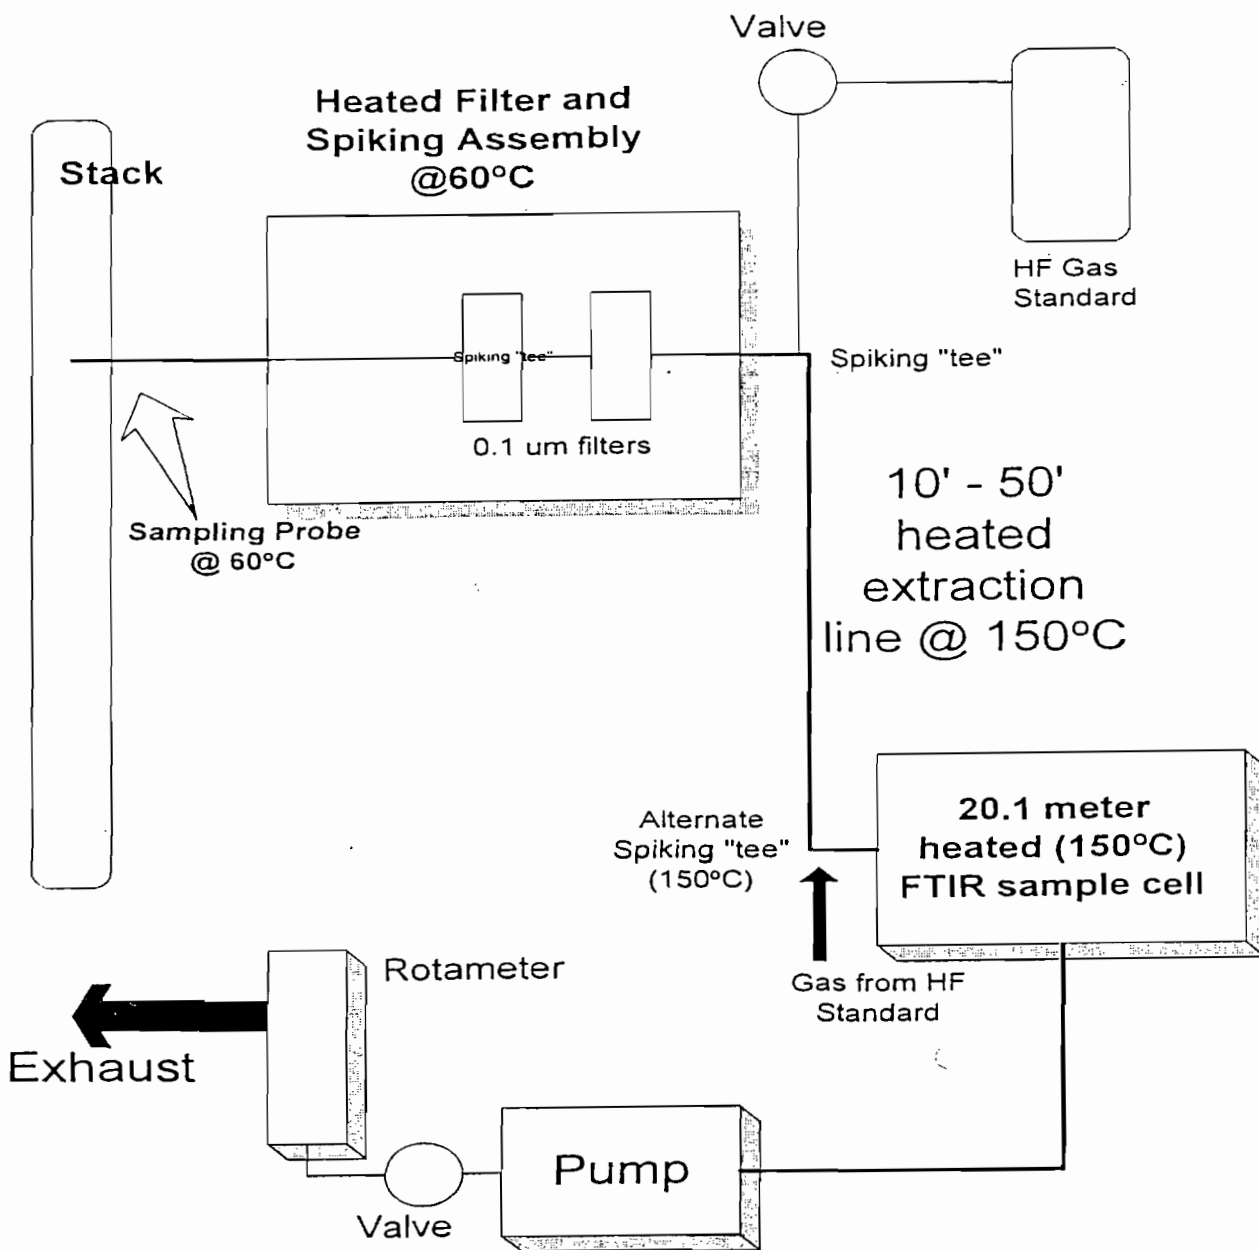 Valve
Heated Filter and
Spiking Assembly
@60°C
Stack
HF Gas
Standard
Spiking "tee"
Spiking "tee"
0.1 um filters
Sampling Probe
@ 60°C
10' - 50'
heated
extraction
line @ 150°C
Alternate
Spiking "tee"
(150°C)
20.1 meter
heated (150°C)
FTIR sample cell
Gas from HF
Standard
Rotameter
Exhaust
Pump
Valve